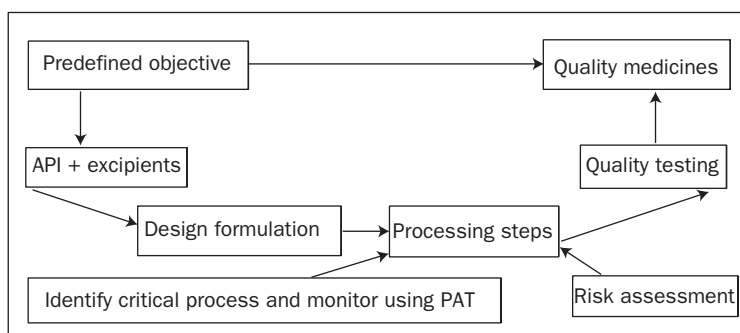 Predefined objective
Quality medicines
API + excipients
Quality testing
Design formulation
Processing steps
Identify critical process and monitor using PAT
Risk assessment